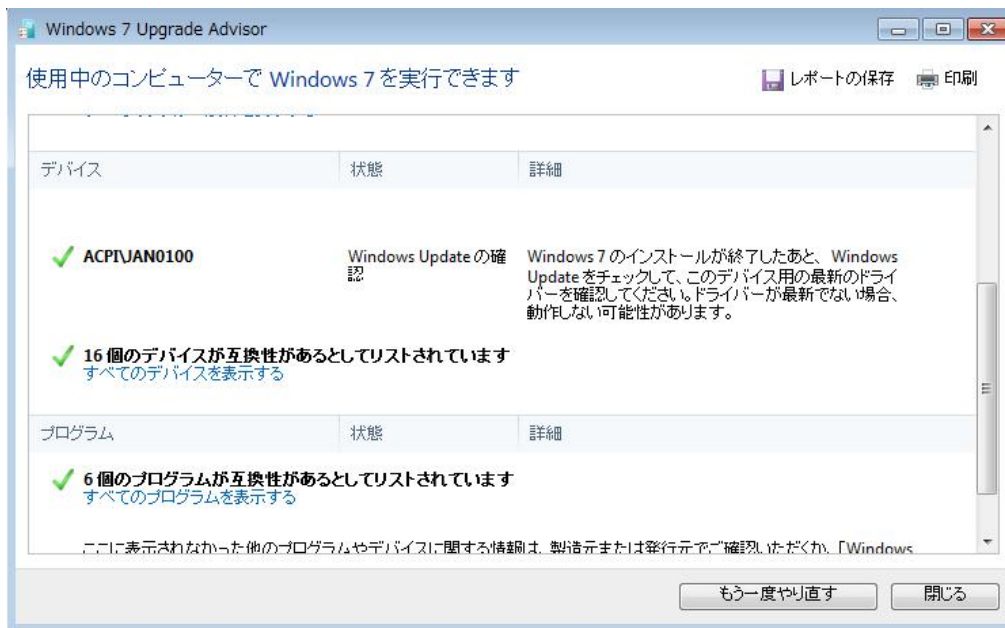 Windows 7 Upgrade Advisor
使用中のコンピューターで Windows 7 を実行できます
レポートの保存
印刷
デバイス 状態 詳細
ACPI\JAN0100
Windows Update の確
認
Windows 7 のインストールが終了したあと、Windows
Update をチェックして、このデバイス用の最新のドライ
バーを確認してください。ドライバーが最新でない場合、
動作しない可能性があります。
16 個のデバイスが互換性があるとしてリストされています
すべてのデバイスを表示する
プログラム 状態 詳細
6 個のプログラムが互換性があるとしてリストされています
すべてのプログラムを表示する
ここに表示されなかった他のプログラムやデバイスに関する情報は、製造元または発行元でご確認いただくか、「Windows
もう一度やり直す
閉じる